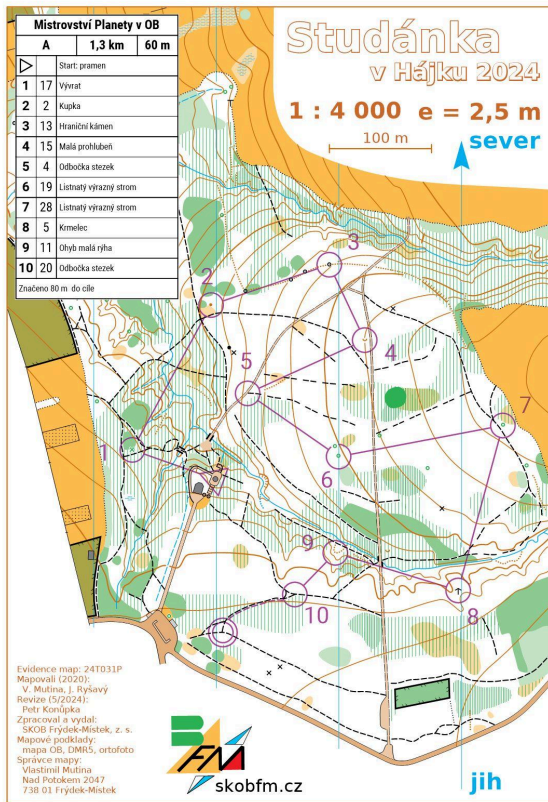 Mistrovství Planety v OB
A 1,3 km 60 m
Start: pramen
1 17 Vývrat
2 2 Kupka
3 13 Hraniční kámen
4 15 Malá prohlubeň
5 4 Odbočka stezek
6 19 Listnatý výrazný strom
7 28 Listnatý výrazný strom
8 5 Krmelec
9 11 Ohyb malá rýha
10 20 Odbočka stezek
Značeno 80 m do cíle
Studánka
v Hájku 2024
1 : 4 000 e = 2,5 m
100 m
sever
3
2
4
5
7
1
6
9
10
8
Evidence map: 24T031P
Mapovali (2020):
V. Mutina, J. Ryšavý
Revize (5/2024):
Petr Konůpka
Zpracoval a vydal:
SKOB Frýdek-Místek, z. s.
Mapové podklady:
mapa OB, DMR5, ortofoto
Správce mapy:
Vlastimil Mutina
Nad Potokem 2047
738 01 Frýdek-Místek
FM
skobfm.cz
jih